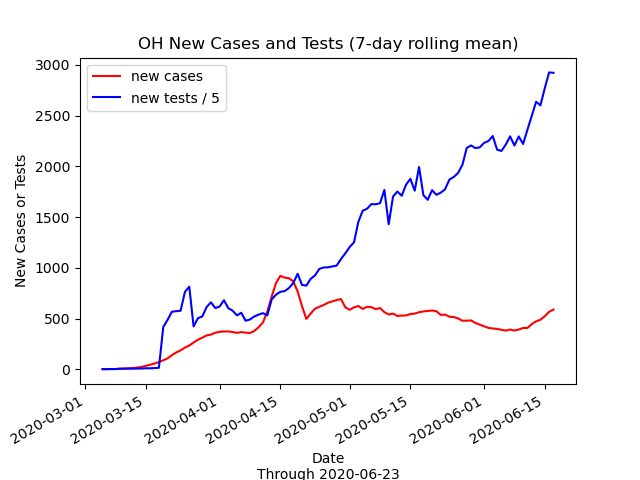 OH New Cases and Tests (7-day rolling mean)
new cases
new tests / 5
New Cases or Tests
3000
2500
2000
1500
1000
500
0
2020-03-01
2020-03-15
2020-04-01
2020-04-15
2020-05-01
2020-05-15
2020-06-01
2020-06-15
Date
Through 2020-06-23